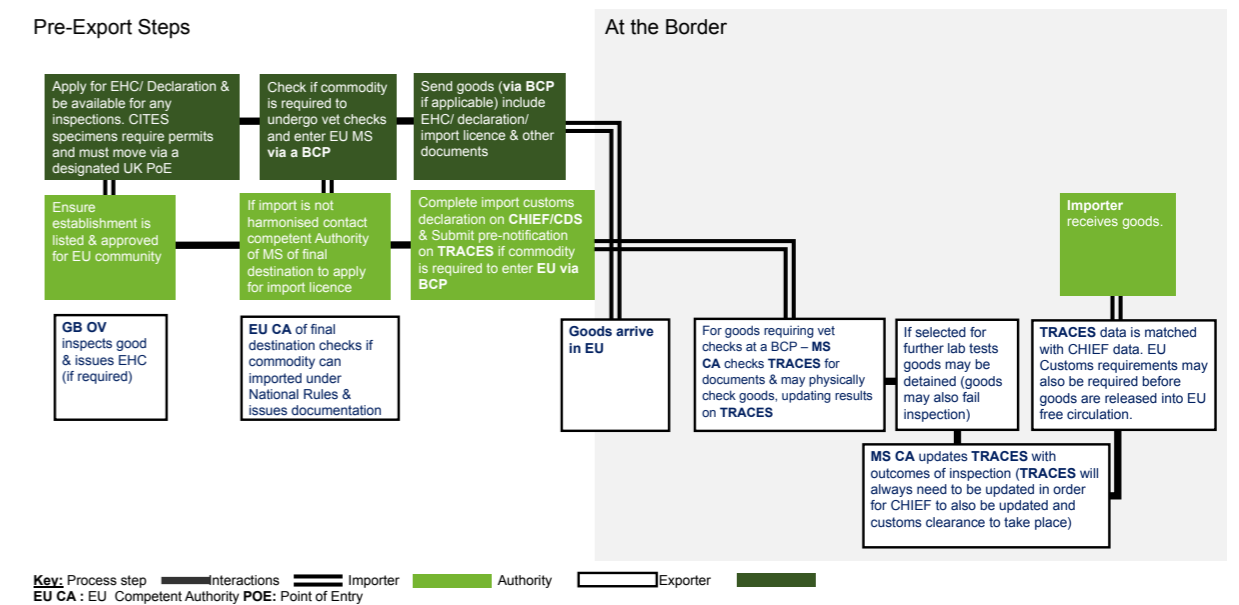 Pre-Export Steps
At the Border
Apply for EHC/ Declaration &
be available for any
inspections. CITES
specimens require permits
and must move via a
designated UK PoE
Check if commodity
is required to
undergo vet checks
and enter EU MS
via a BCP
Send goods (via BCP
if applicable) include
EHC/ declaration/
import licence & other
documents
Ensure
establishment is
listed & approved
for EU community
If import is not
harmonised contact
competent Authority
of MS of final
destination to apply
for import licence
Complete import customs
declaration on CHIEF/CDS
& Submit pre-notification
on TRACES if commodity
is required to enter EU via
BCP
Importer
receives goods.
GB OV
inspects good
& issues EHC
(if required)
EU CA of final
destination checks if
commodity can
imported under
National Rules &
issues documentation
Goods arrive
in EU
For goods requiring vet
checks at a BCP – MS
CA checks TRACES for
documents & may physically
check goods, updating results
on TRACES
If selected for
further lab tests
goods may be
detained (goods
may also fail
inspection)
TRACES data is matched
with CHIEF data. EU
Customs requirements may
also be required before
goods are released into EU
free circulation.
MS CA updates TRACES with
outcomes of inspection (TRACES will
always need to be updated in order
for CHIEF to also be updated and
customs clearance to take place)
Key: Process step Interactions Importer Authority Exporter
EU CA : EU Competent Authority POE: Point of Entry